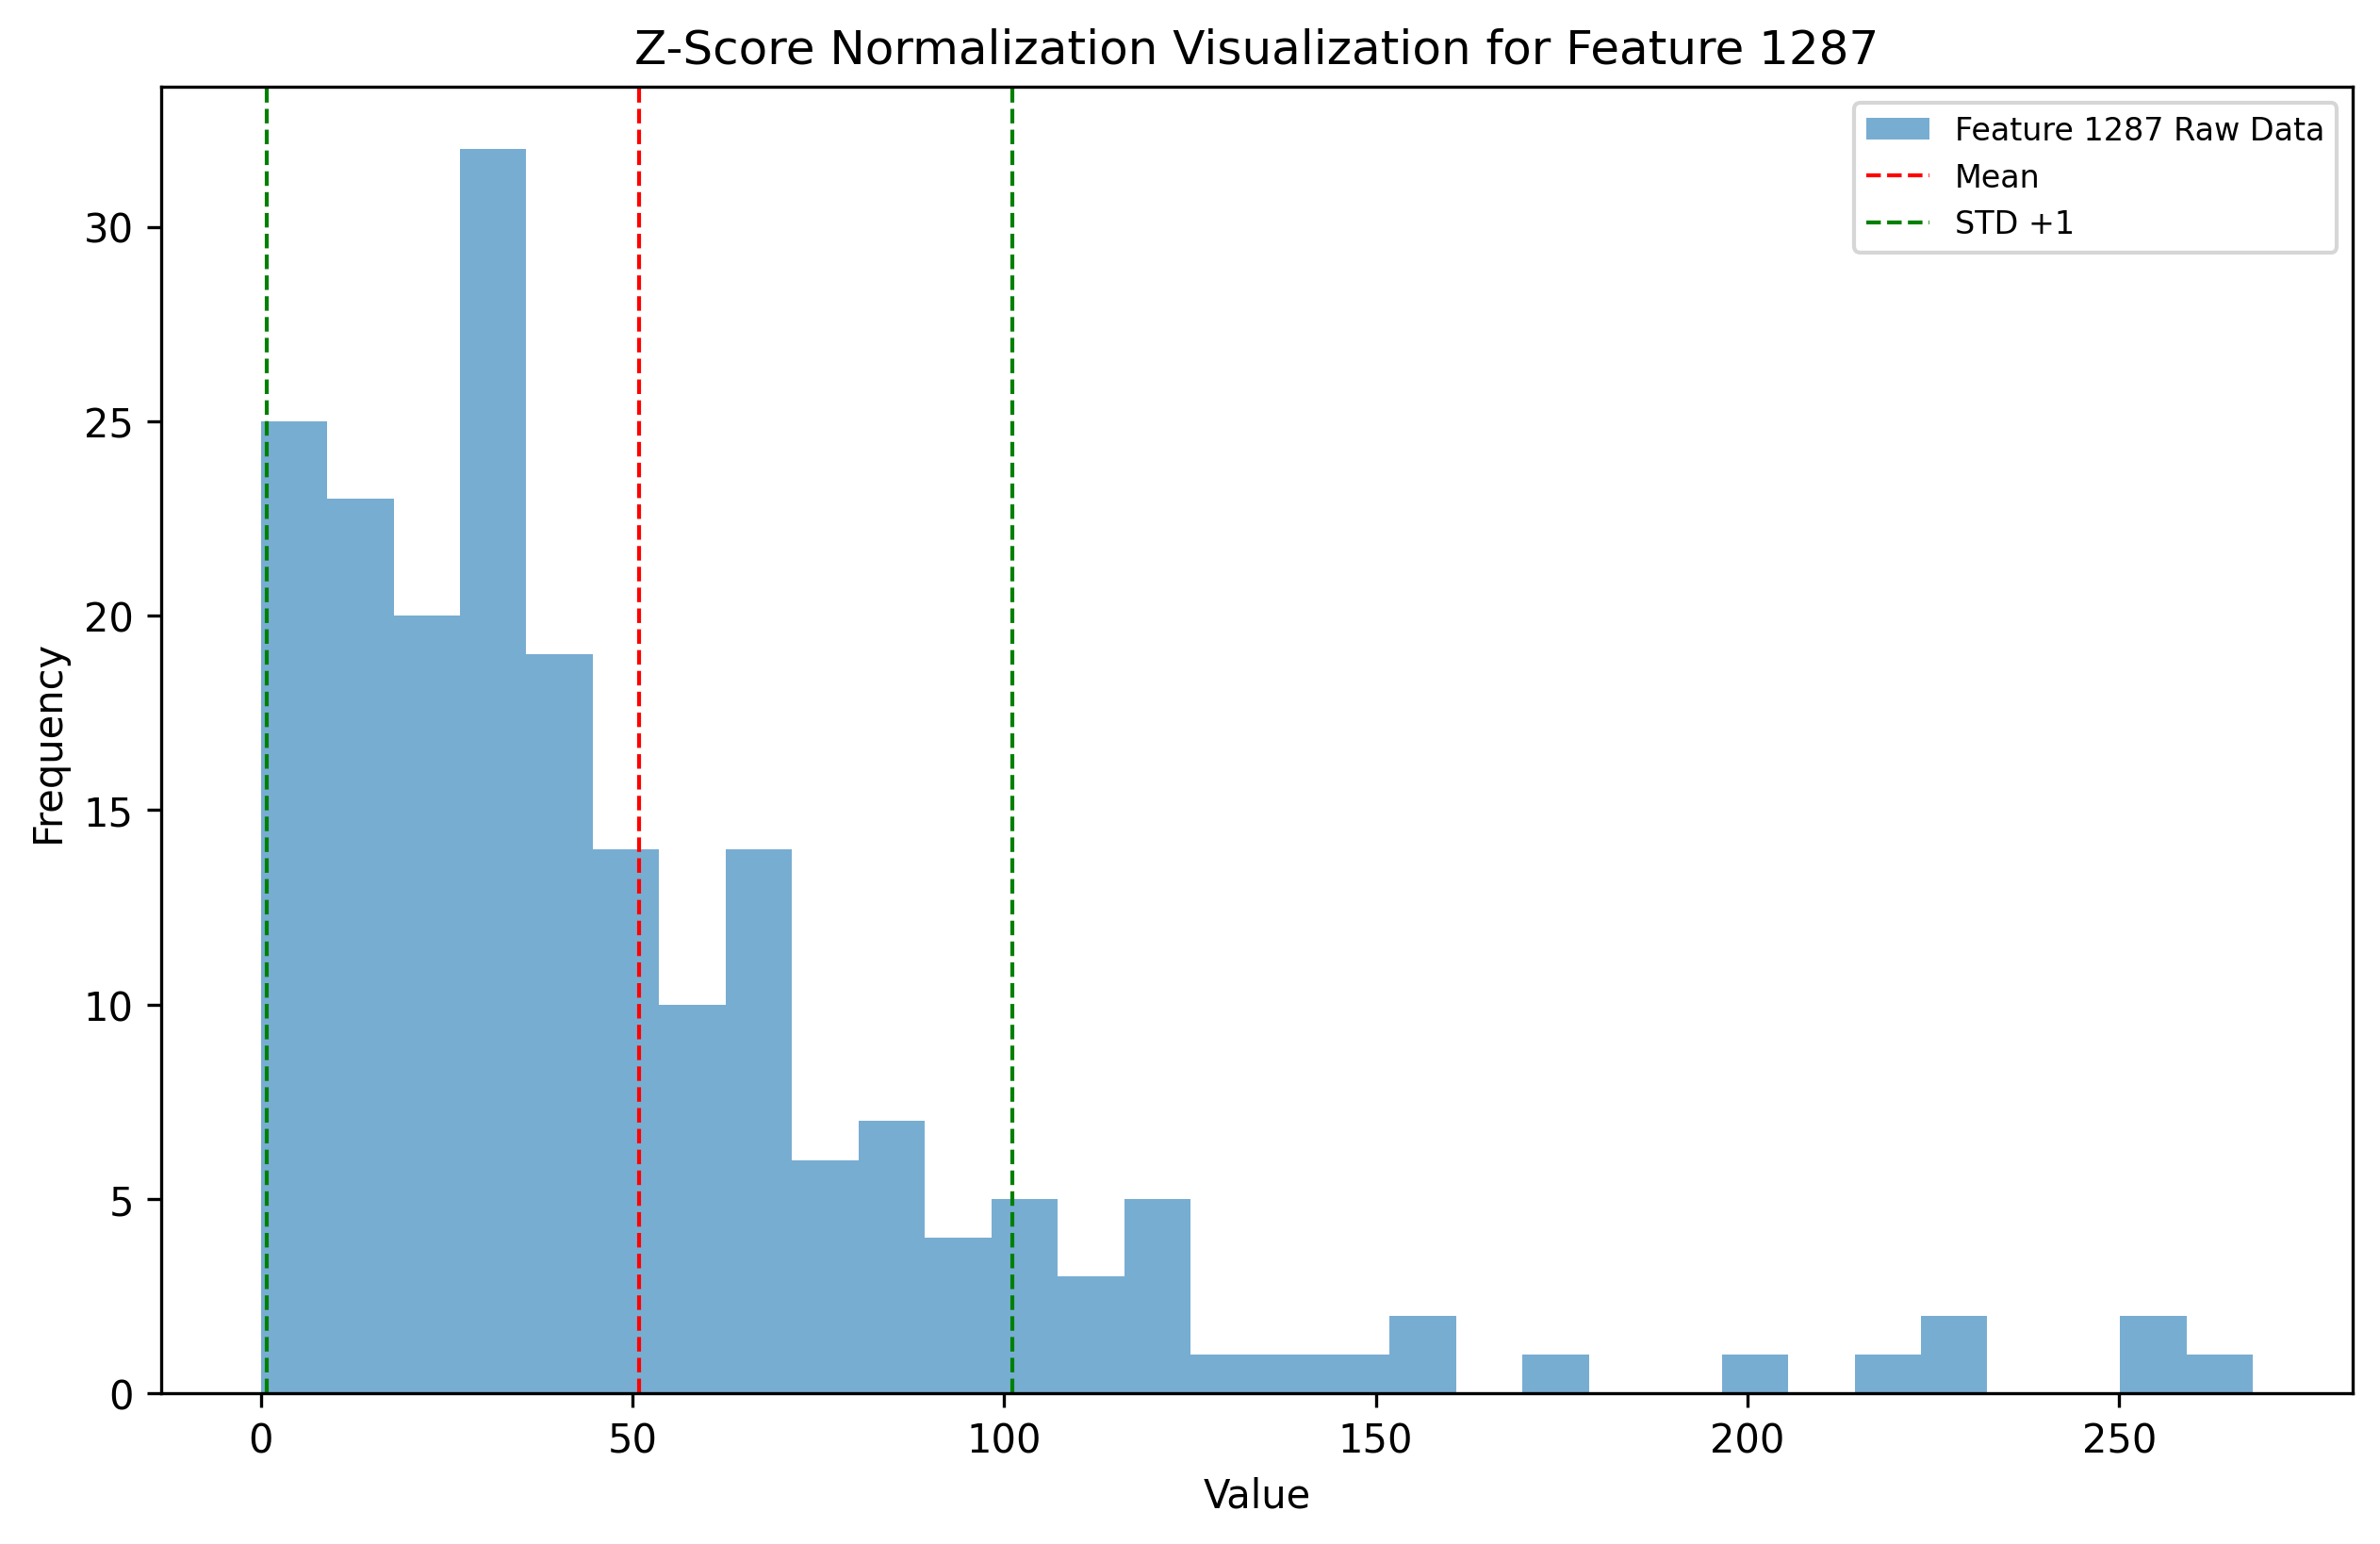 Z-Score Normalization Visualization for Feature 1287
Feature 1287 Raw Data
Mean
STD +1
Frequency
30
25
20
15
10
5
0
0 50 100 150 200 250
Value